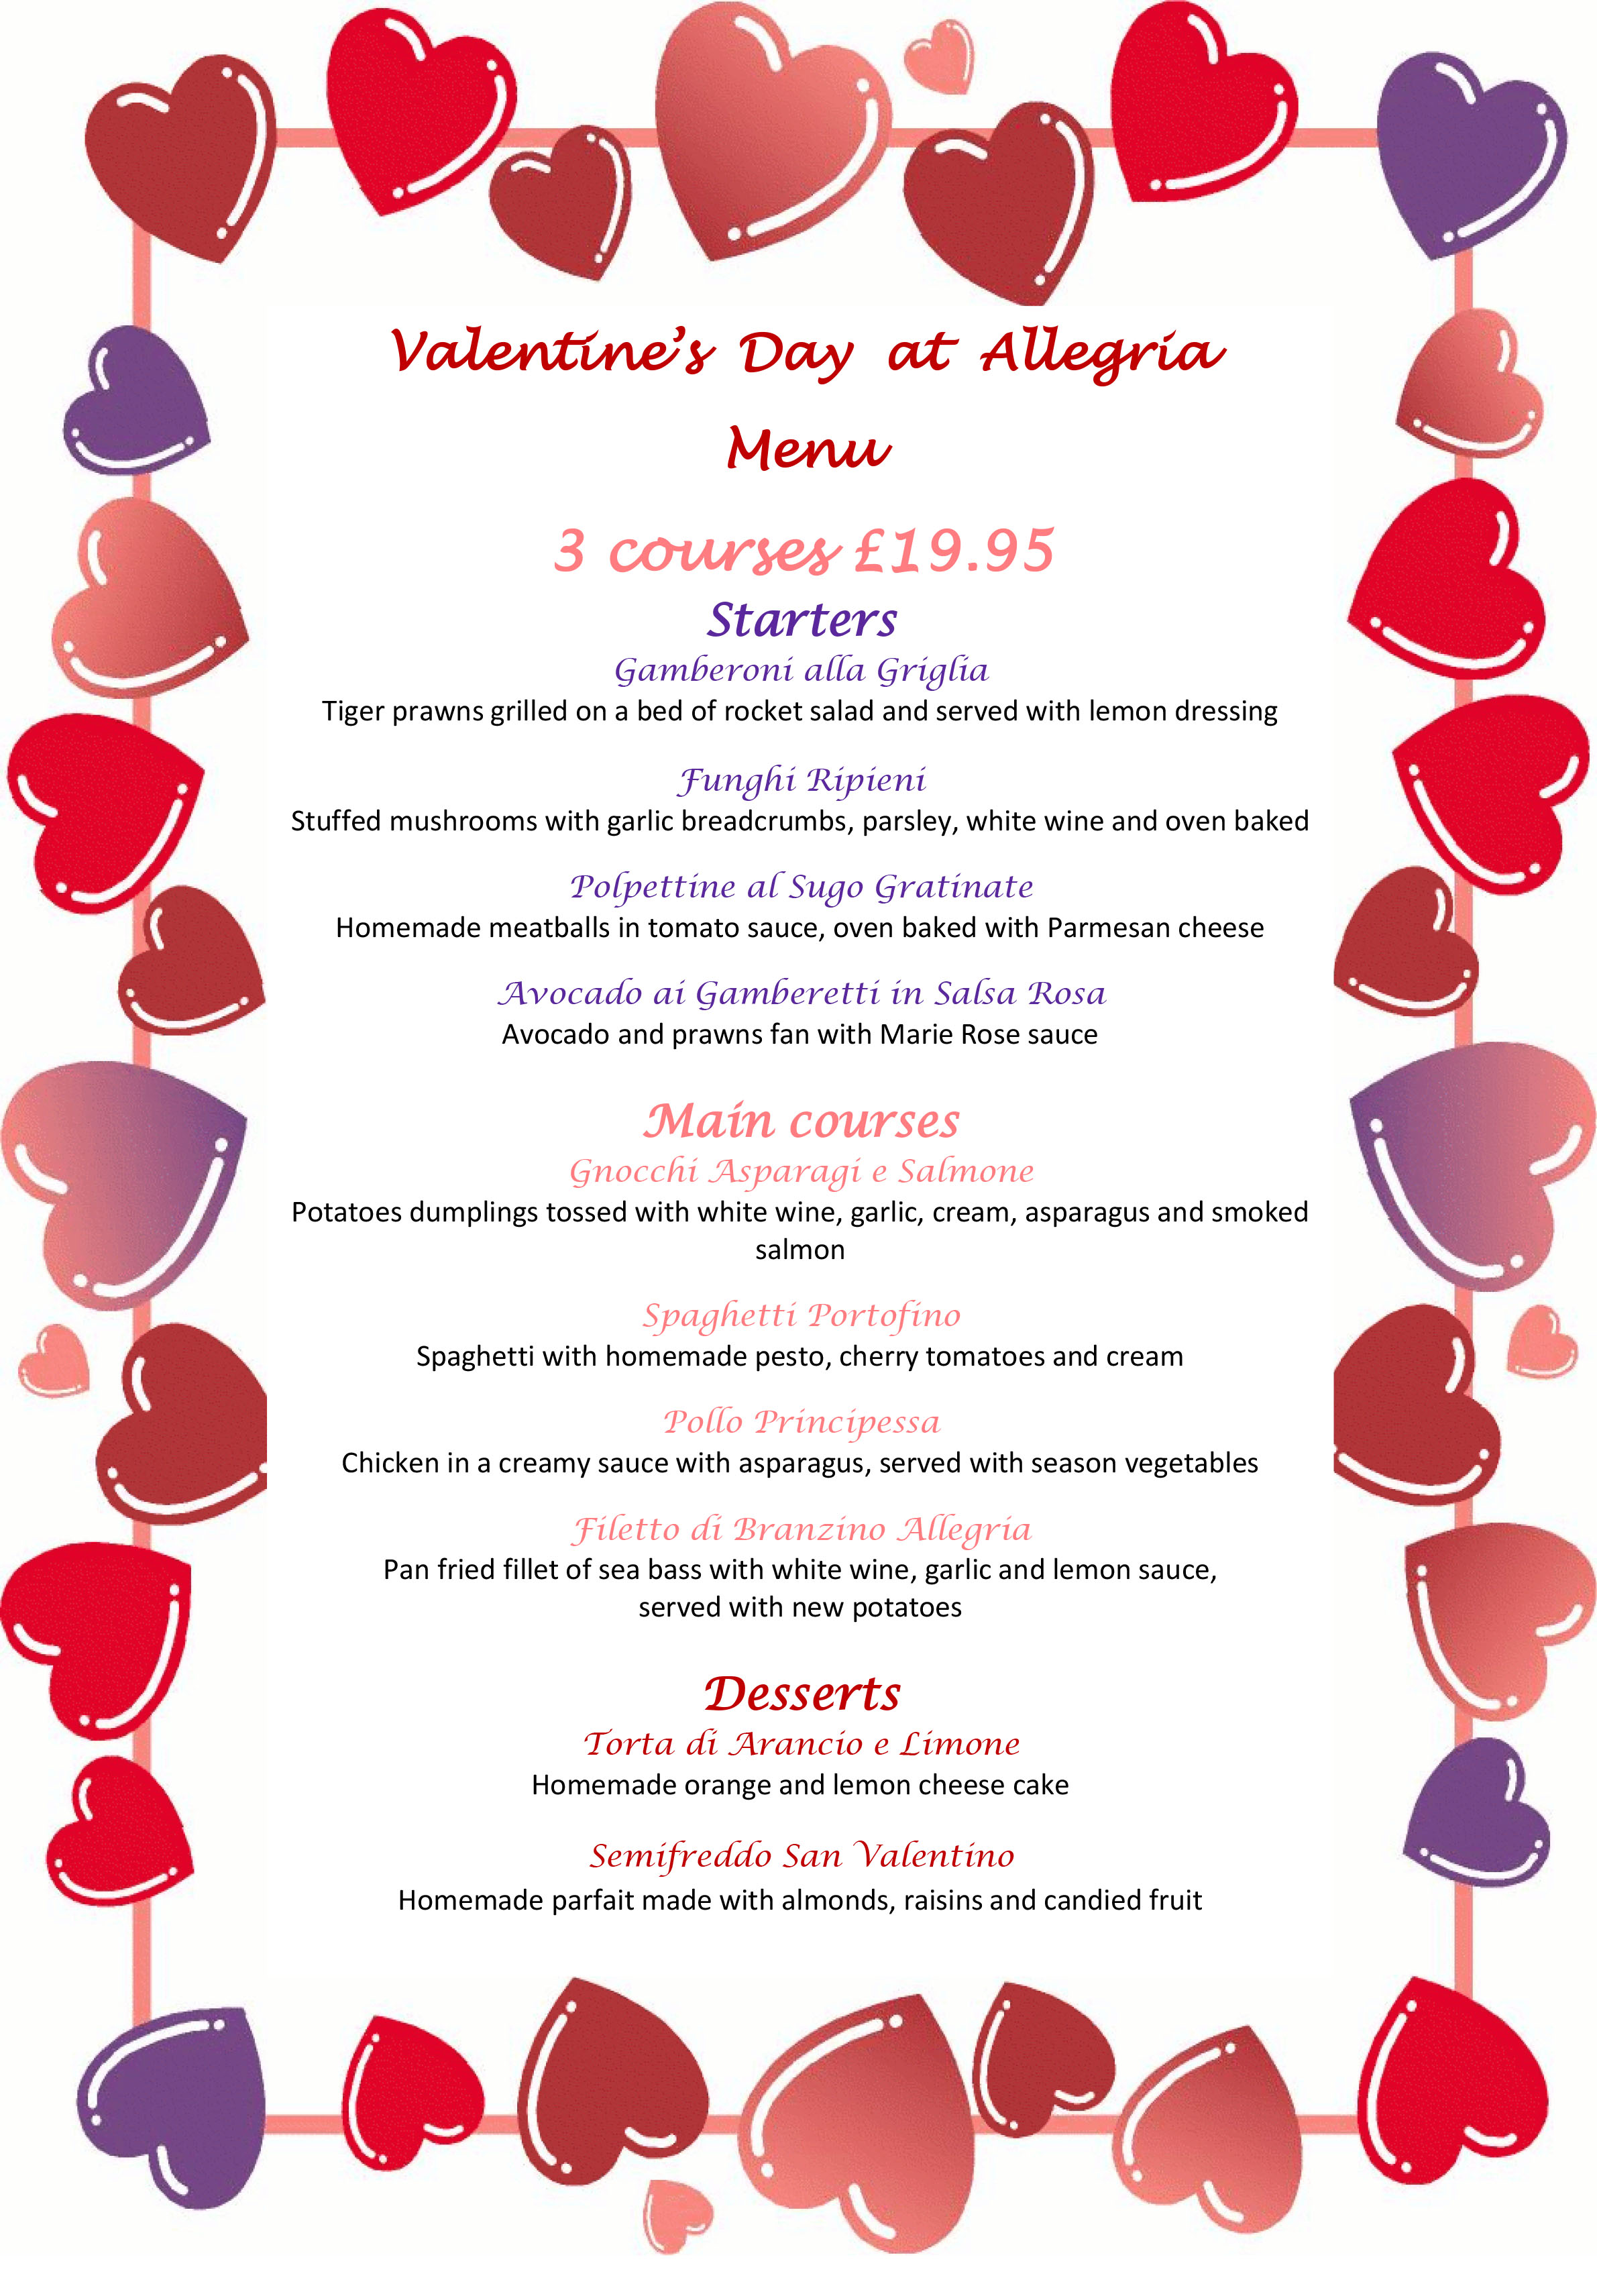 Valentine's Day at Allegria
Menu
3 courses £19.95
Starters
Gamberoni alla Griglia
Tiger prawns grilled on a bed of rocket salad and served with lemon dressing
Funghi Ripieni
Stuffed mushrooms with garlic breadcrumbs, parsley, white wine and oven baked
Polpettine al Sugo Gratinate
Homemade meatballs in tomato sauce, oven baked with Parmesan cheese
Avocado ai Gamberetti in Salsa Rosa
Avocado and prawns fan with Marie Rose sauce
Main courses
Gnocchi Asparagi e Salmone
Potatoes dumplings tossed with white wine, garlic, cream, asparagus and smoked
salmon
Spaghetti Portofino
Spaghetti with homemade pesto, cherry tomatoes and cream
Pollo Principessa
Chicken in a creamy sauce with asparagus, served with season vegetables
Filetto di Branzino Allegria
Pan fried fillet of sea bass with white wine, garlic and lemon sauce,
served with new potatoes
Desserts
Torta di Arancio e Limone
Homemade orange and lemon cheese cake
Semifreddo San Valentino
Homemade parfait made with almonds, raisins and candied fruit